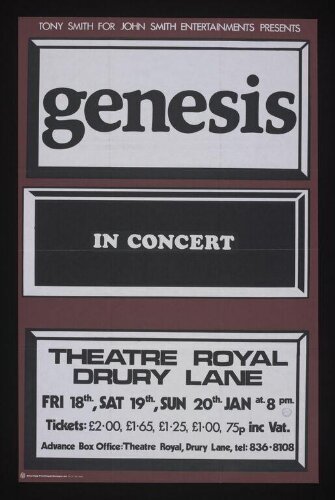 TONY SMITH FOR JOHN SMITH ENTERTAINMENTS PRESENTS
genesis
IN CONCERT
THEATRE ROYAL
DRURY LANE
FRI 18th, SAT 19th, SUN 20th JAN at 8 pm.
Tickets: £2·00, £1·65, £1·25, £1·00, 75p inc Vat.
Advance Box Office: Theatre Royal, Drury Lane, tel: 836-8108